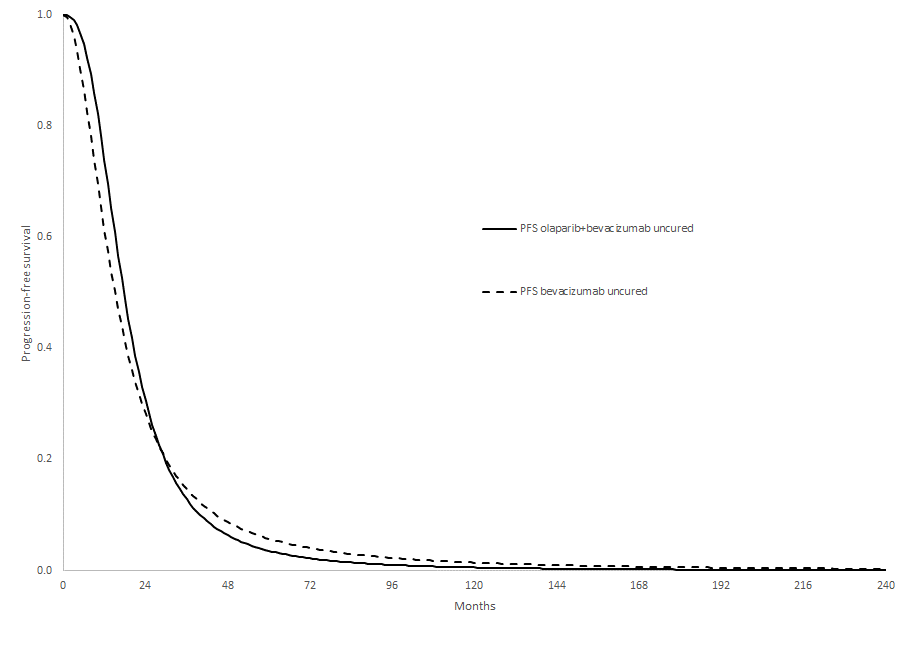 1.0
0.8
0.6
0.4
0.2
0.0
Progression-free survival
PFS olaparib+bevacizumab uncured
PFS bevacizumab uncured
0 24 48 72 96 120 144 168 192 216 240
Months